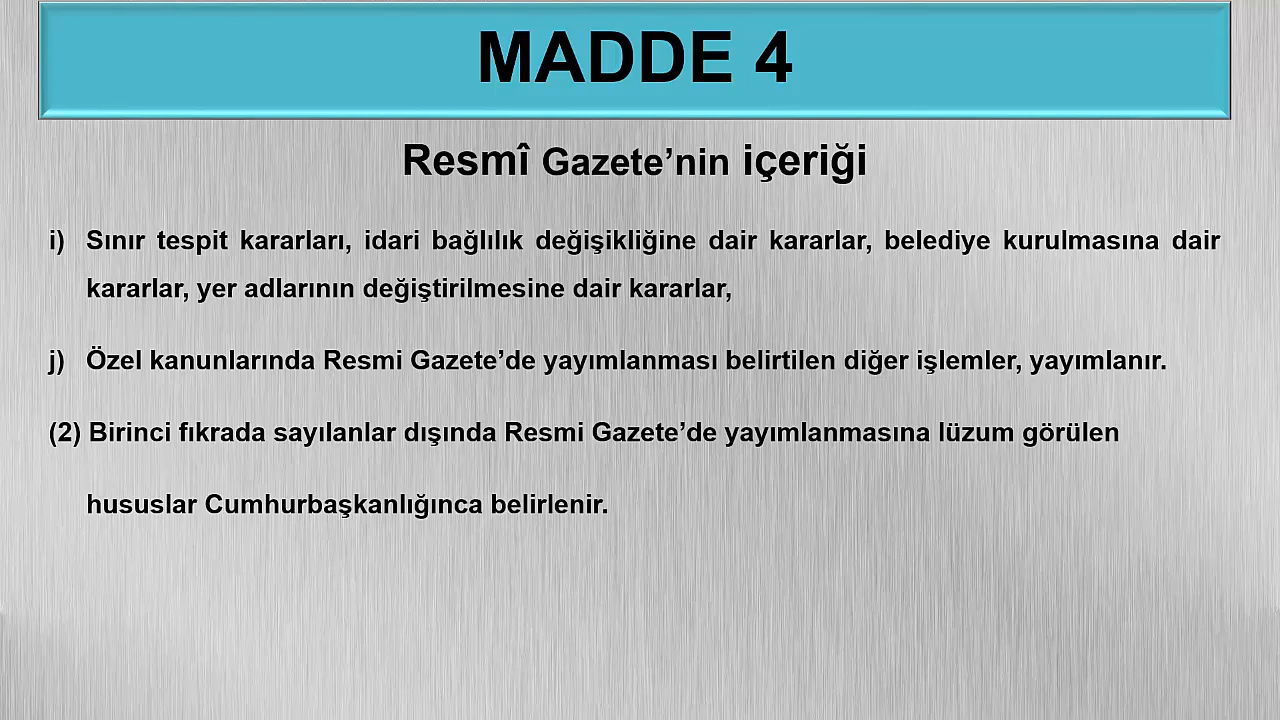 MADDE 4
Resmî Gazete’nin içeriği
i) Sınır tespit kararları, idari bağlılık değişikliğine dair kararlar, belediye kurulmasına dair
kararlar, yer adlarının değiştirilmesine dair kararlar,
j) Özel kanunlarında Resmi Gazete’de yayımlanması belirtilen diğer işlemler, yayımlanır.
(2) Birinci fıkrada sayılanlar dışında Resmi Gazete’de yayımlanmasına lüzum görülen
hususlar Cumhurbaşkanlığınca belirlenir.